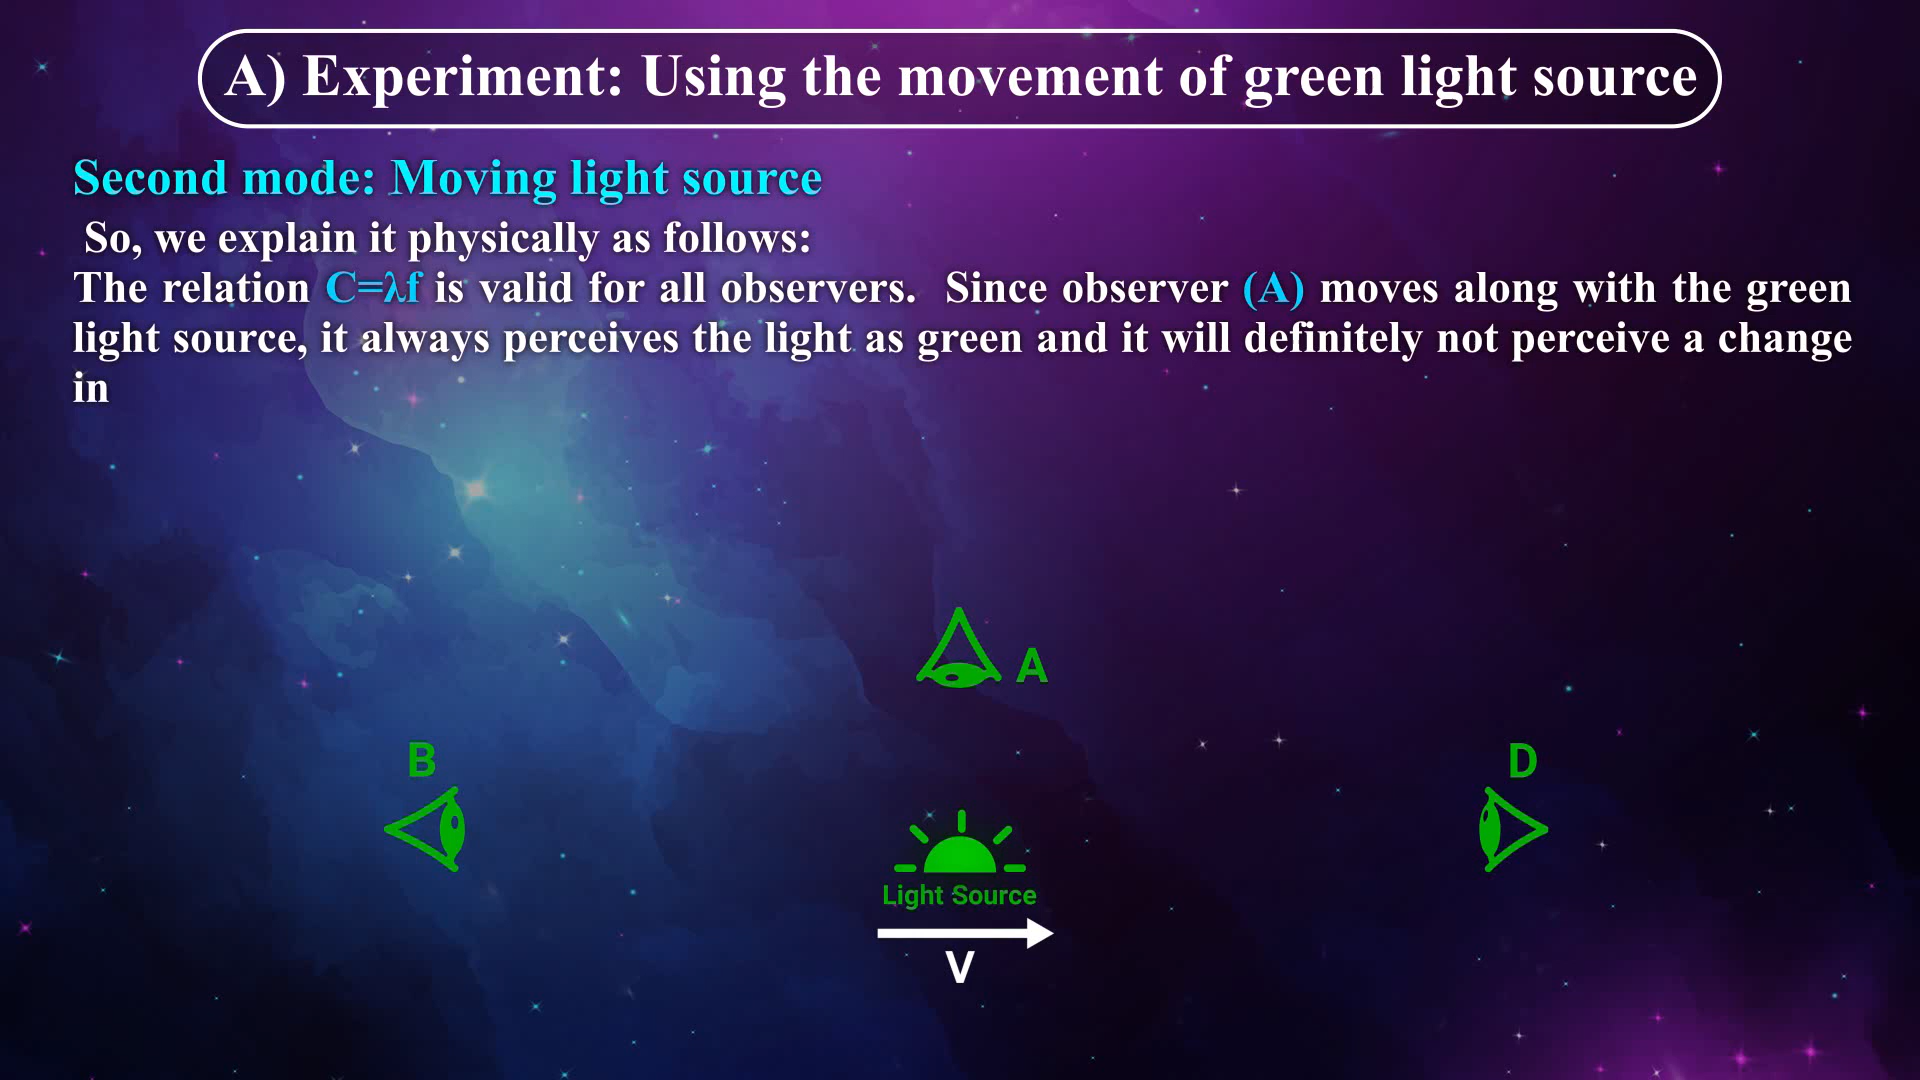 A) Experiment: Using the movement of green light source
Second mode: Moving light source
So, we explain it physically as follows:
The relation C=λf is valid for all observers. Since observer (A) moves along with the green
light source, it always perceives the light as green and it will definitely not perceive a change
in
A
B
D
Light Source
V